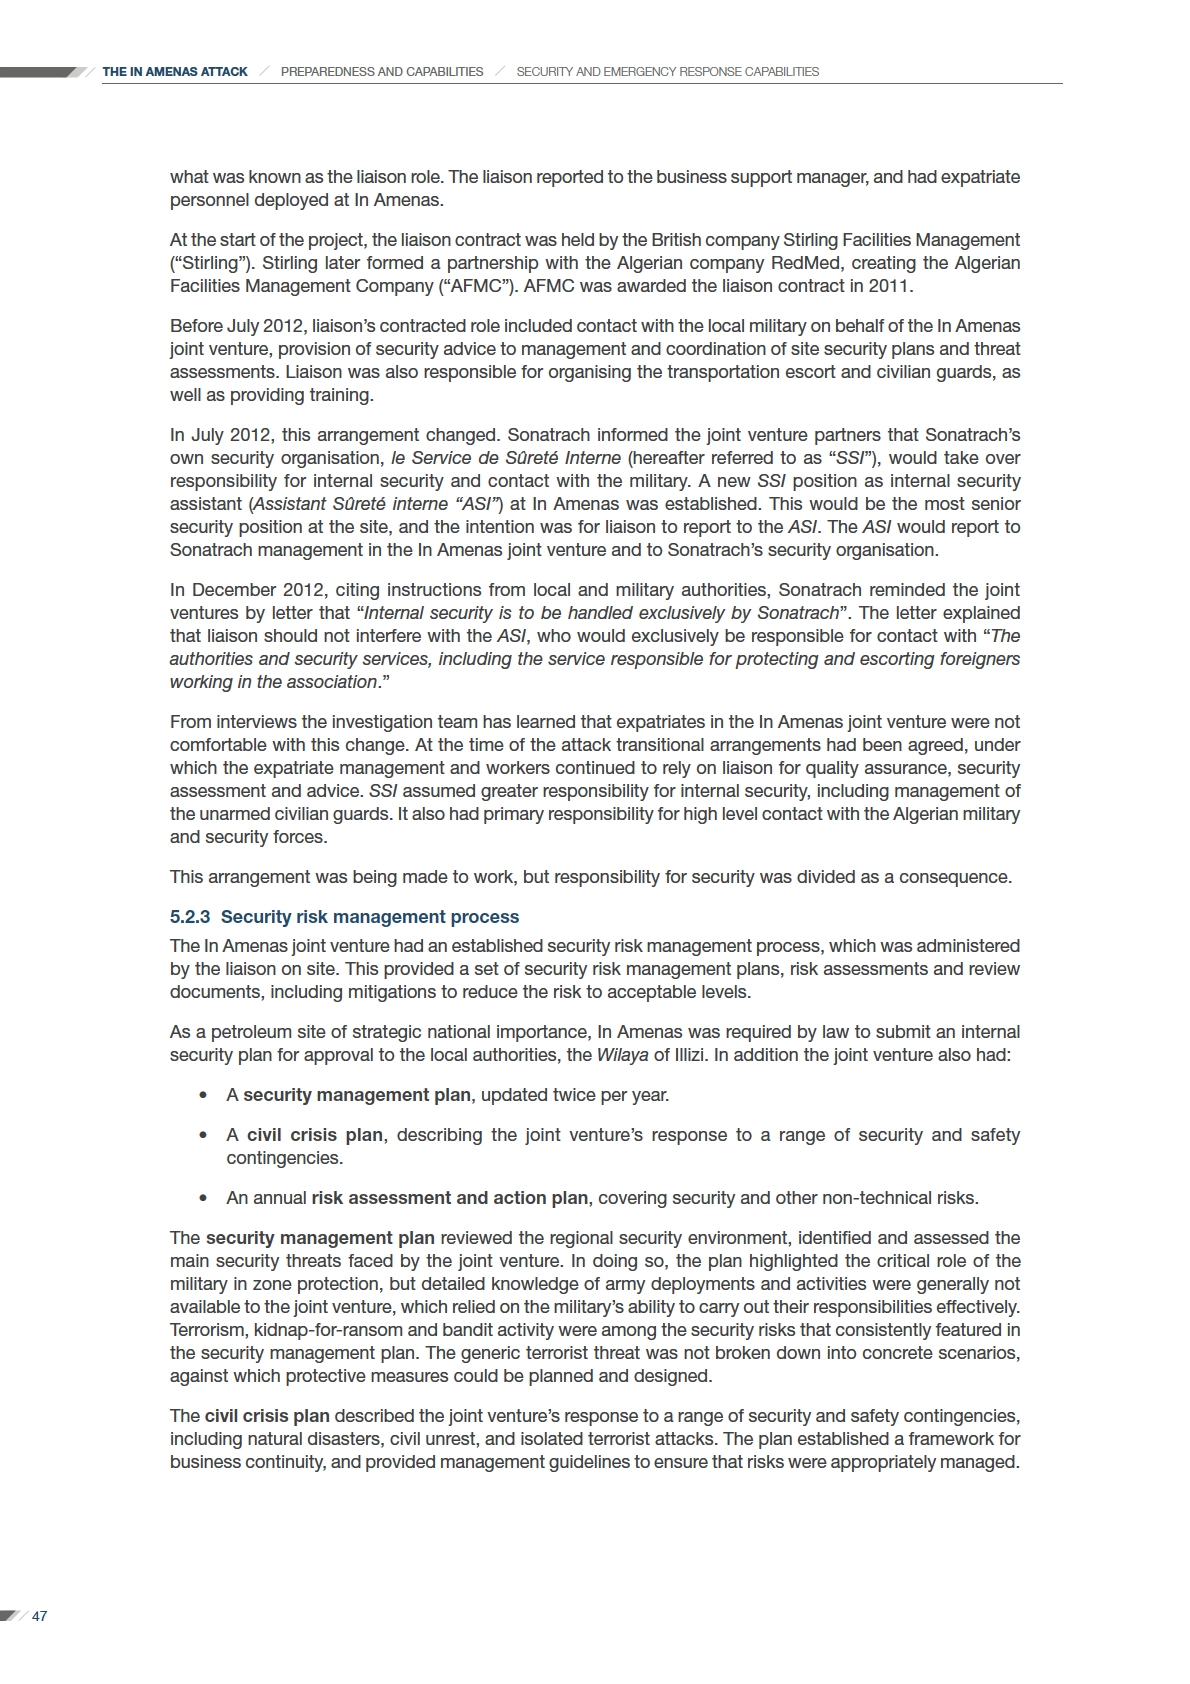 THE IN AMENAS ATTACK / PREPAREDNESS AND CAPABILITIES / SECURITY AND EMERGENCY RESPONSE CAPABILITIES
what was known as the liaison role. The liaison reported to the business support manager, and had expatriate
personnel deployed at In Amenas.
At the start of the project, the liaison contract was held by the British company Stirling Facilities Management
(“Stirling”). Stirling later formed a partnership with the Algerian company RedMed, creating the Algerian
Facilities Management Company (“AFMC”). AFMC was awarded the liaison contract in 2011.
Before July 2012, liaison’s contracted role included contact with the local military on behalf of the In Amenas
joint venture, provision of security advice to management and coordination of site security plans and threat
assessments. Liaison was also responsible for organising the transportation escort and civilian guards, as
well as providing training.
In July 2012, this arrangement changed. Sonatrach informed the joint venture partners that Sonatrach’s
own security organisation, le Service de Sûreté Interne (hereafter referred to as “SSI”), would take over
responsibility for internal security and contact with the military. A new SSI position as internal security
assistant (Assistant Sûreté interne “ASI”) at In Amenas was established. This would be the most senior
security position at the site, and the intention was for liaison to report to the ASI. The ASI would report to
Sonatrach management in the In Amenas joint venture and to Sonatrach’s security organisation.
In December 2012, citing instructions from local and military authorities, Sonatrach reminded the joint
ventures by letter that “Internal security is to be handled exclusively by Sonatrach”. The letter explained
that liaison should not interfere with the ASI, who would exclusively be responsible for contact with “The
authorities and security services, including the service responsible for protecting and escorting foreigners
working in the association.”
From interviews the investigation team has learned that expatriates in the In Amenas joint venture were not
comfortable with this change. At the time of the attack transitional arrangements had been agreed, under
which the expatriate management and workers continued to rely on liaison for quality assurance, security
assessment and advice. SSI assumed greater responsibility for internal security, including management of
the unarmed civilian guards. It also had primary responsibility for high level contact with the Algerian military
and security forces.
This arrangement was being made to work, but responsibility for security was divided as a consequence.
5.2.3 Security risk management process
The In Amenas joint venture had an established security risk management process, which was administered
by the liaison on site. This provided a set of security risk management plans, risk assessments and review
documents, including mitigations to reduce the risk to acceptable levels.
As a petroleum site of strategic national importance, In Amenas was required by law to submit an internal
security plan for approval to the local authorities, the Wilaya of Illizi. In addition the joint venture also had:
• A security management plan, updated twice per year.
• A civil crisis plan, describing the joint venture’s response to a range of security and safety
contingencies.
• An annual risk assessment and action plan, covering security and other non-technical risks.
The security management plan reviewed the regional security environment, identified and assessed the
main security threats faced by the joint venture. In doing so, the plan highlighted the critical role of the
military in zone protection, but detailed knowledge of army deployments and activities were generally not
available to the joint venture, which relied on the military’s ability to carry out their responsibilities effectively.
Terrorism, kidnap-for-ransom and bandit activity were among the security risks that consistently featured in
the security management plan. The generic terrorist threat was not broken down into concrete scenarios,
against which protective measures could be planned and designed.
The civil crisis plan described the joint venture’s response to a range of security and safety contingencies,
including natural disasters, civil unrest, and isolated terrorist attacks. The plan established a framework for
business continuity, and provided management guidelines to ensure that risks were appropriately managed.
47